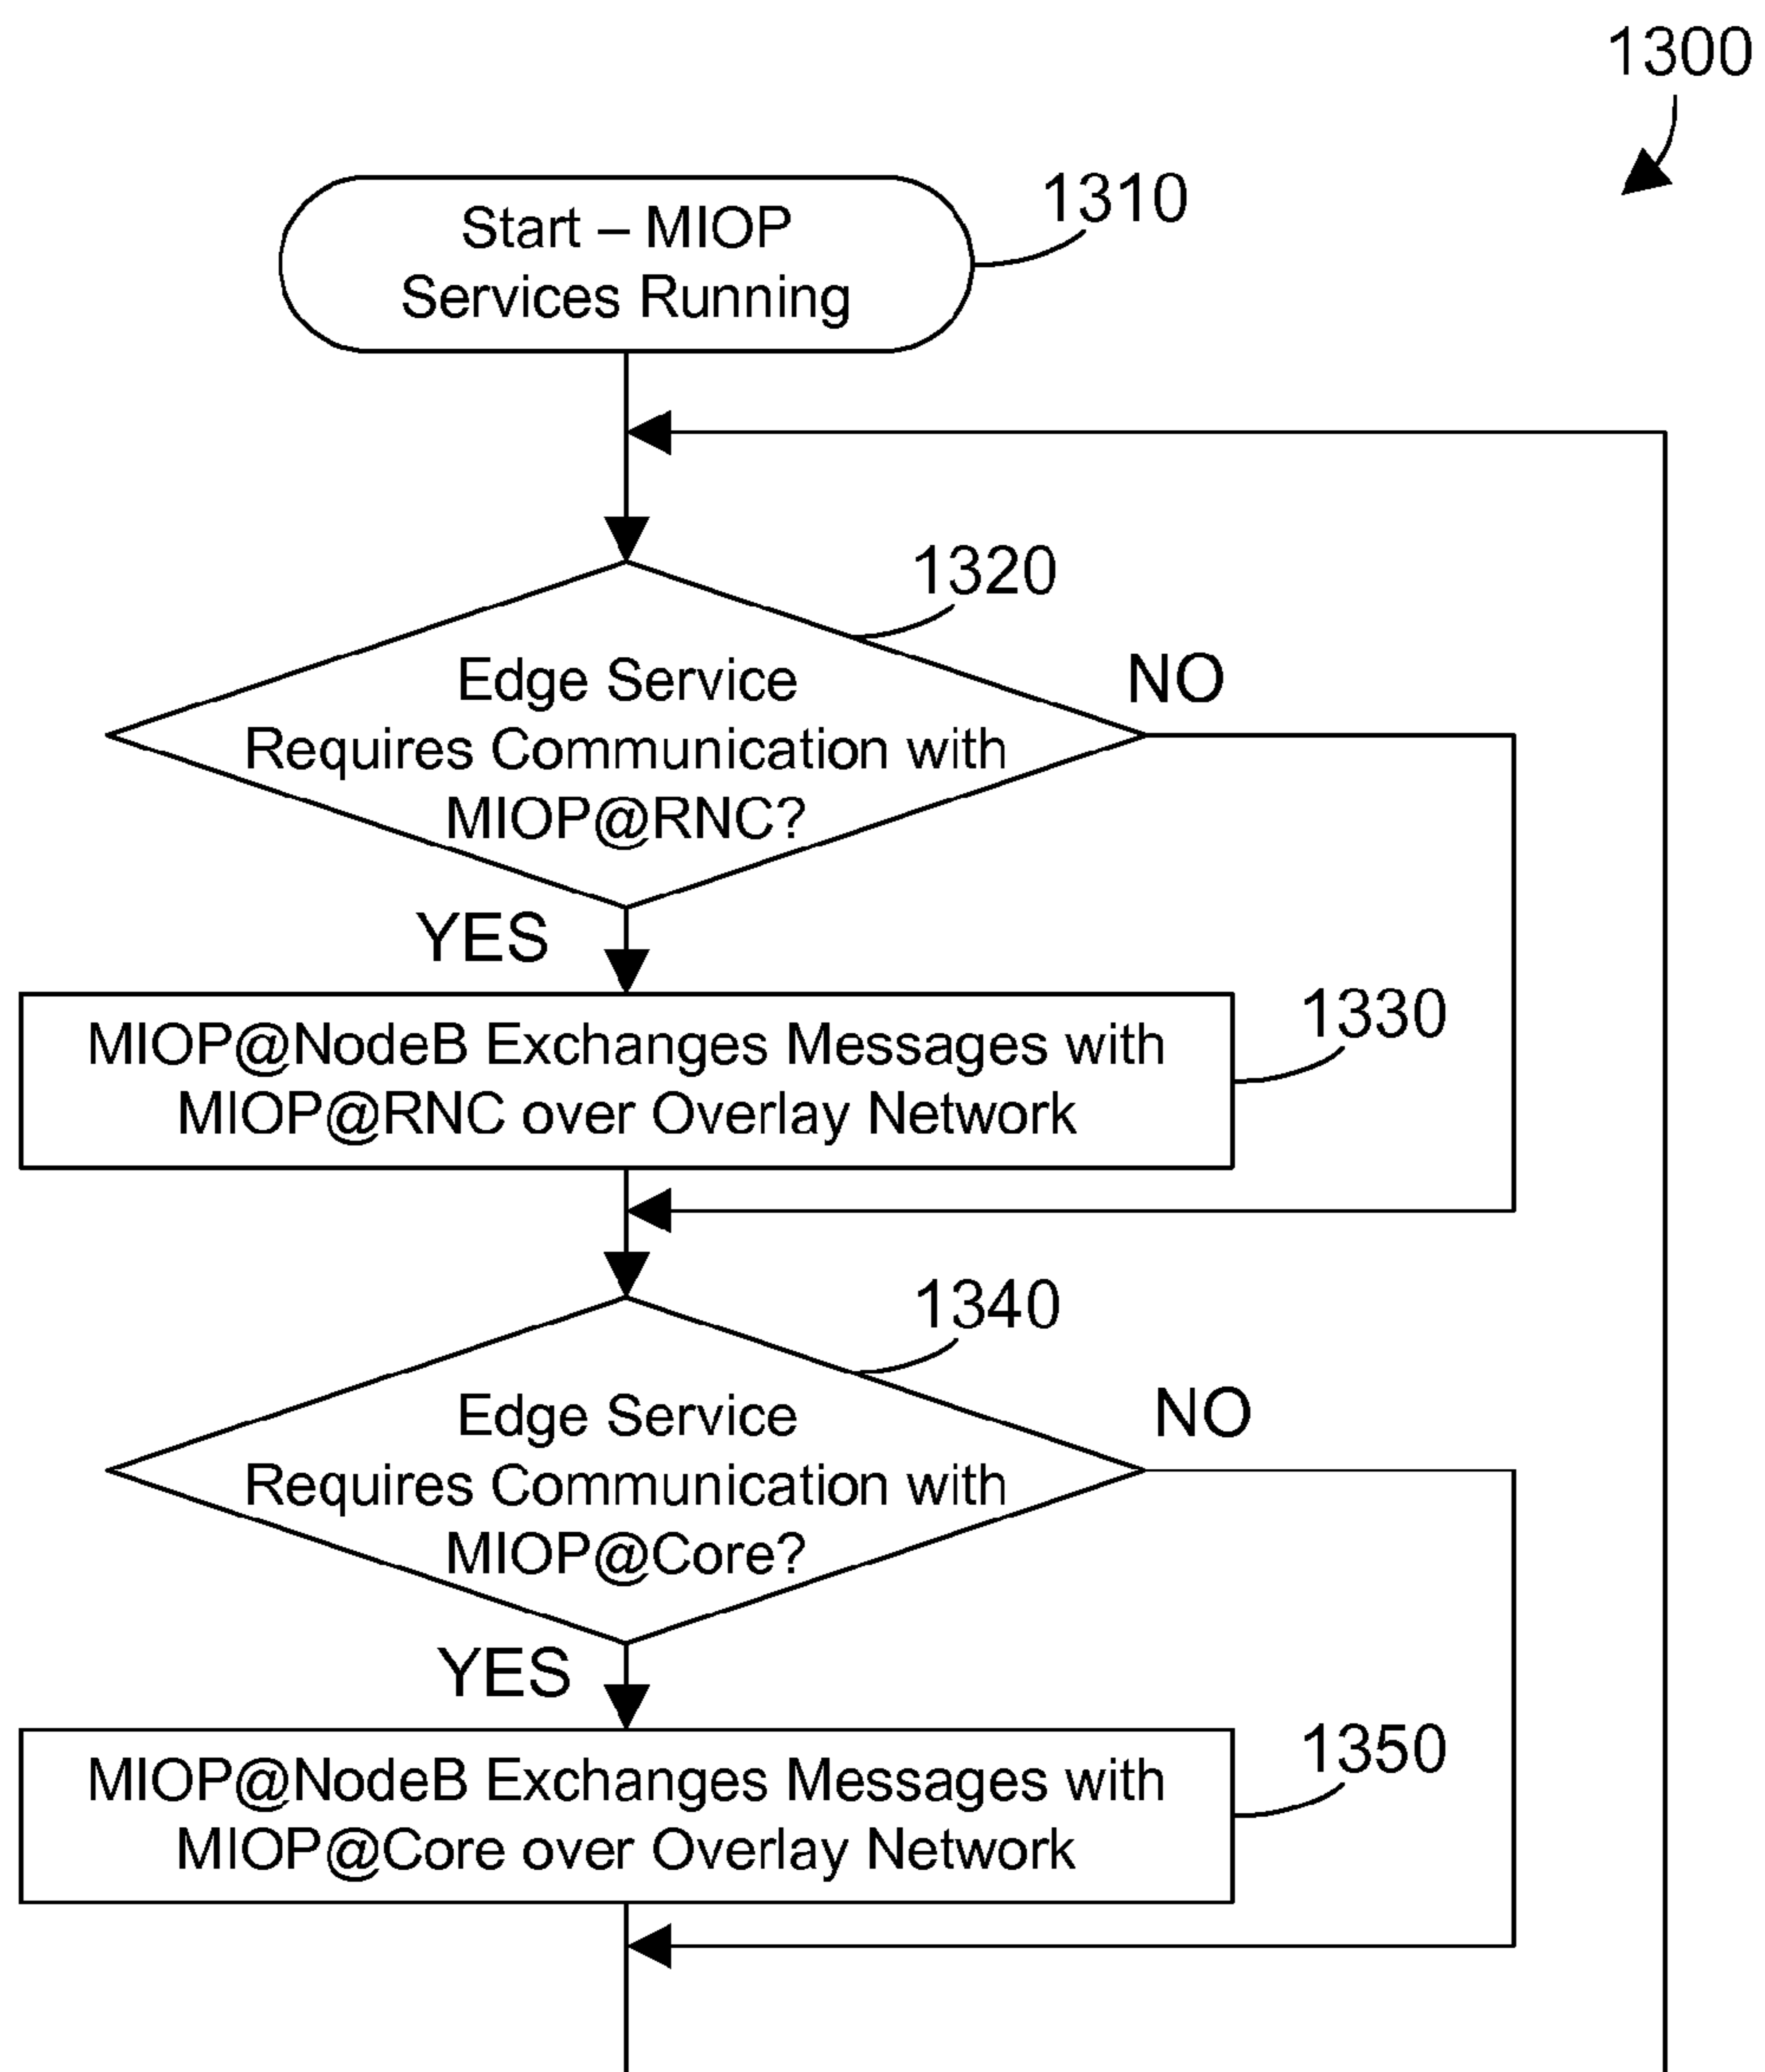 1300
1310
Start – MIOP
Services Running
1320
Edge Service
Requires Communication with
MIOP@RNC?
NO
YES
1330
MIOP@NodeB Exchanges Messages with
MIOP@RNC over Overlay Network
1340
Edge Service
Requires Communication with
MIOP@Core?
NO
YES
1350
MIOP@NodeB Exchanges Messages with
MIOP@Core over Overlay Network